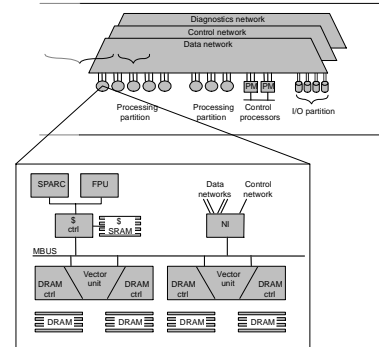 Diagnostics network
Control network
Data network
PM PM
Processing
partition
Processing
partition
Control
processors
I/O partition
SPARC
FPU
Data
networks
Control
network
$
ctrl
$
SRAM
NI
MBUS
DRAM
ctrl
Vector
unit
DRAM
ctrl
DRAM
ctrl
Vector
unit
DRAM
ctrl
DRAM
DRAM
DRAM
DRAM